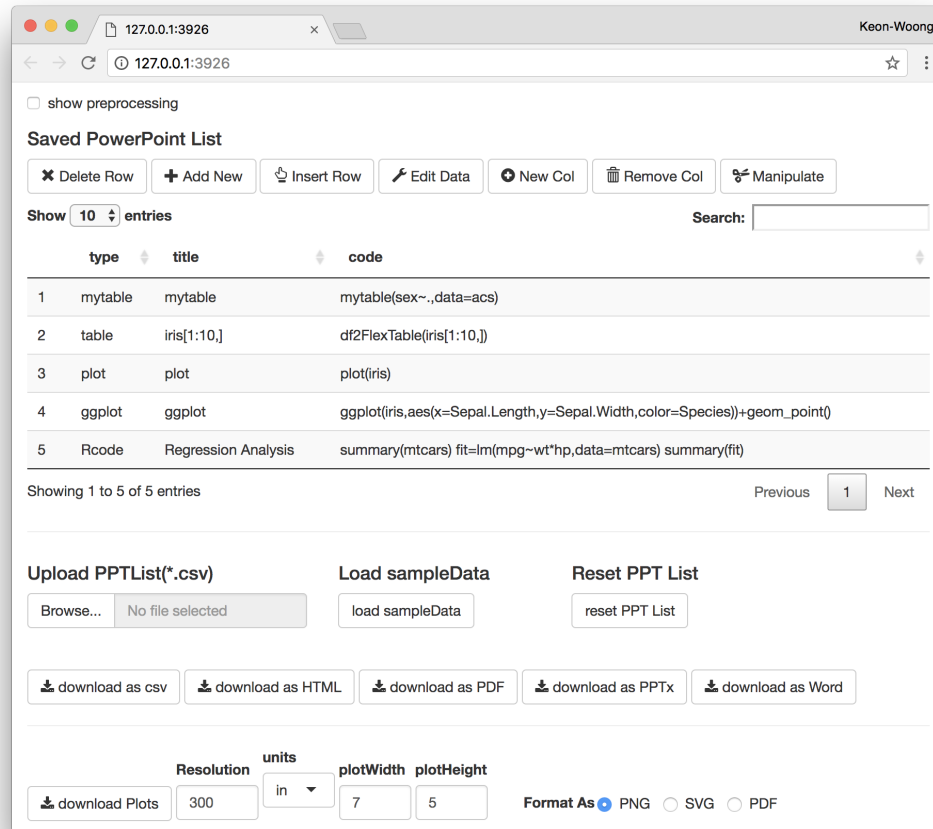 127.0.0.1:3926 Keon-Woong
127.0.0.1:3926
show preprocessing
Saved PowerPoint List
Delete Row Add New Insert Row Edit Data New Col Remove Col Manipulate
Show 10 entries Search:
type title code
1 mytable mytable mytable(sex~.,data=acs)
2 table iris[1:10,] df2FlexTable(iris[1:10,])
3 plot plot plot(iris)
4 ggplot ggplot ggplot(iris,aes(x=Sepal.Length,y=Sepal.Width,color=Species))+geom_point()
5 Rcode Regression Analysis summary(mtcars) fit=lm(mpg~wt*hp,data=mtcars) summary(fit)
Showing 1 to 5 of 5 entries Previous 1 Next
Upload PPTList(*.csv) Load sampleData Reset PPT List
Browse... No file selected load sampleData reset PPT List
download as csv download as HTML download as PDF download as PPTx download as Word
Resolution units plotWidth plotHeight
download Plots 300 in 7 5 Format As PNG SVG PDF